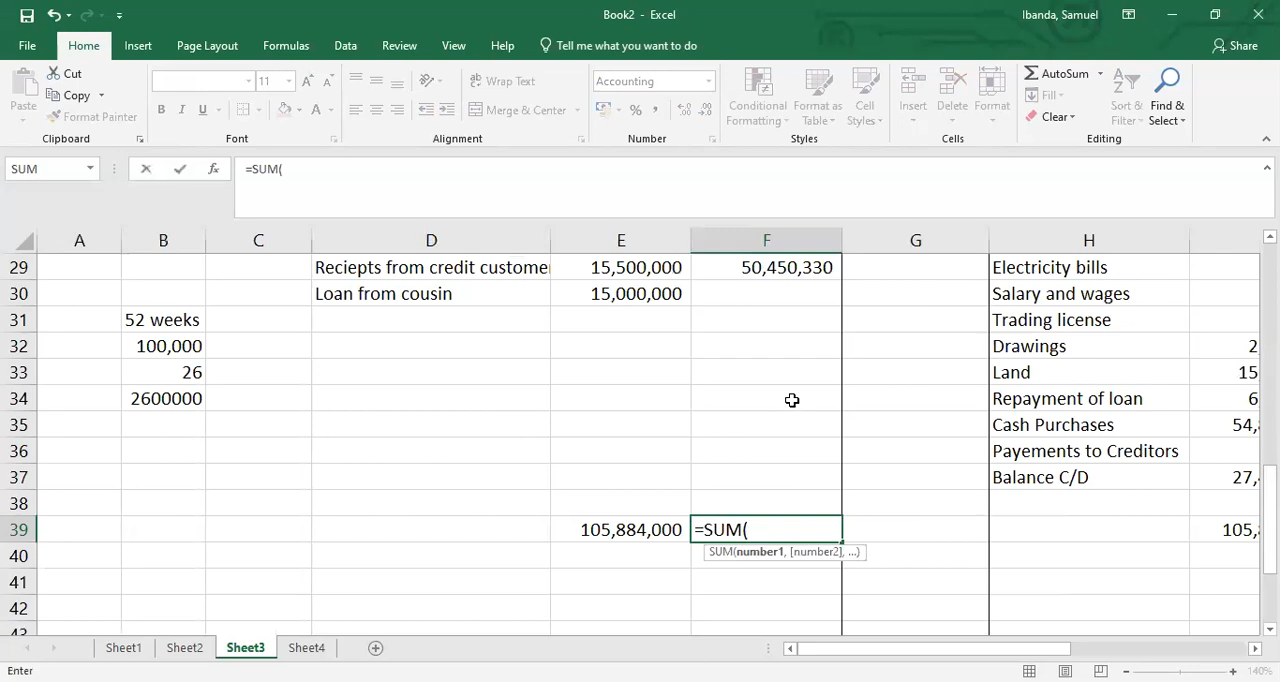 Book2 - Excel
Ibanda, Samuel
File Home Insert Page Layout Formulas Data Review View Help Tell me what you want to do Share
Paste
Cut
Copy
Format Painter
Clipboard
11
A A
B I U A
Font
Wrap Text
Merge & Center
Alignment
Accounting
% ,
Number
Conditional Formatting
Format as Table
Cell Styles
Styles
Insert Delete Format
Cells
AutoSum
Fill
Clear
Sort & Filter
Find & Select
Editing
SUM fx =SUM(
A B C D E F G H
29 Reciepts from credit custome 15,500,000 50,450,330 Electricity bills
30 Loan from cousin 15,000,000 Salary and wages
31 52 weeks Trading license
32 100,000 Drawings 2
33 26 Land 15
34 2600000 Repayment of loan 6
35 Cash Purchases 54,
36 Payements to Creditors
37 Balance C/D 27,
38
39 105,884,000 =SUM( 105,
SUM(number1, [number2], ...)
40
41
42
43
Sheet1 Sheet2 Sheet3 Sheet4
Enter 140%